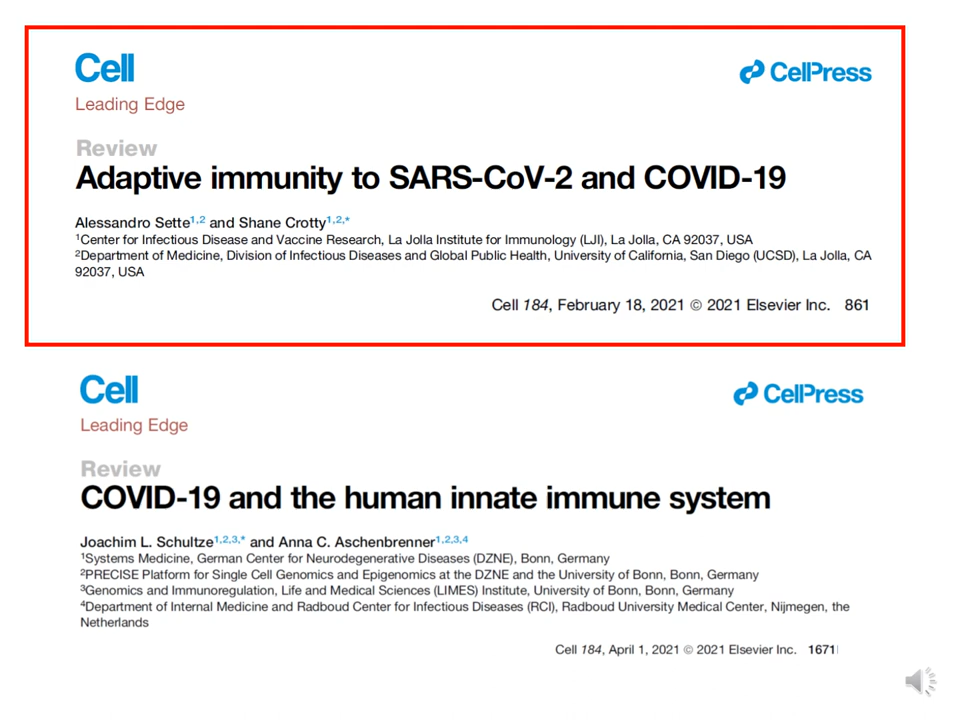 Cell
CellPress
Leading Edge
Review
Adaptive immunity to SARS-CoV-2 and COVID-19
Alessandro Sette1,2 and Shane Crotty1,2,*
1Center for Infectious Disease and Vaccine Research, La Jolla Institute for Immunology (LJI), La Jolla, CA 92037, USA
2Department of Medicine, Division of Infectious Diseases and Global Public Health, University of California, San Diego (UCSD), La Jolla, CA
92037, USA
Cell 184, February 18, 2021 © 2021 Elsevier Inc. 861
Cell
CellPress
Leading Edge
Review
COVID-19 and the human innate immune system
Joachim L. Schultze1,2,3,* and Anna C. Aschenbrenner1,2,3,4
1Systems Medicine, German Center for Neurodegenerative Diseases (DZNE), Bonn, Germany
2PRECISE Platform for Single Cell Genomics and Epigenomics at the DZNE and the University of Bonn, Bonn, Germany
3Genomics and Immunoregulation, Life and Medical Sciences (LIMES) Institute, University of Bonn, Bonn, Germany
4Department of Internal Medicine and Radboud Center for Infectious Diseases (RCI), Radboud University Medical Center, Nijmegen, the
Netherlands
Cell 184, April 1, 2021 © 2021 Elsevier Inc. 1671